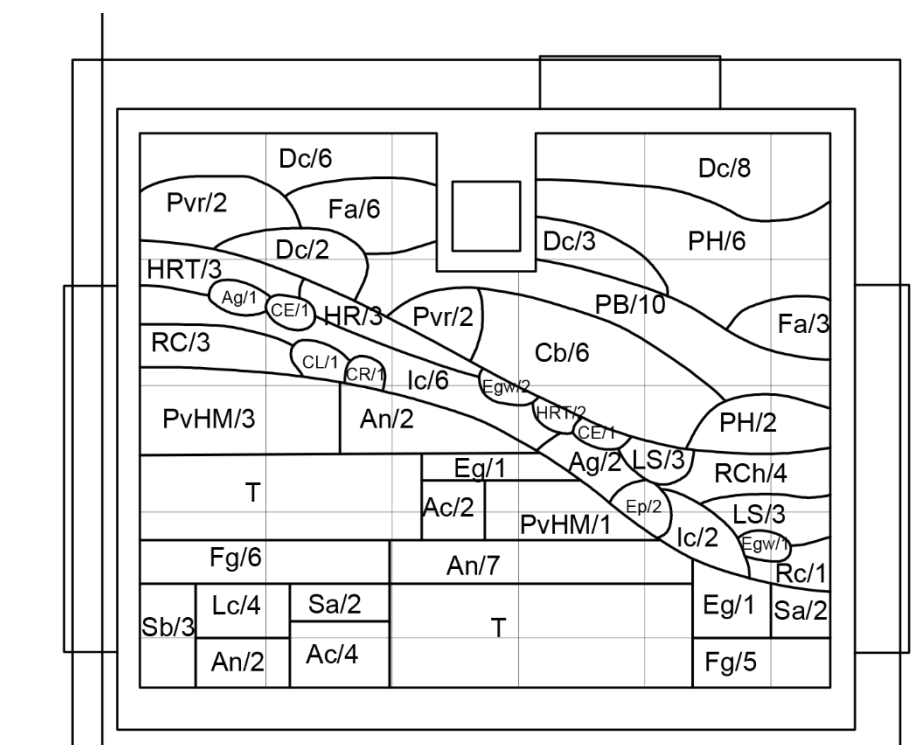 Dc/6
Dc/8
Pvr/2
Fa/6
Dc/2
Dc/3
PH/6
HRT/3
Ag/1
CE/1
HR/3
Pvr/2
PB/10
Fa/3
RC/3
CL/1
CR/1
Ic/6
Cb/6
Egw/2
HRT/2
CE/1
PH/2
PvHM/3
An/2
Ag/2
LS/3
RCh/4
T
Eg/1
Ac/2
PvHM/1
Ep/2
Ic/2
LS/3
Egw/1
Rc/1
Fg/6
An/7
Sb/3
Lc/4
Sa/2
T
Eg/1
Sa/2
An/2
Ac/4
Fg/5